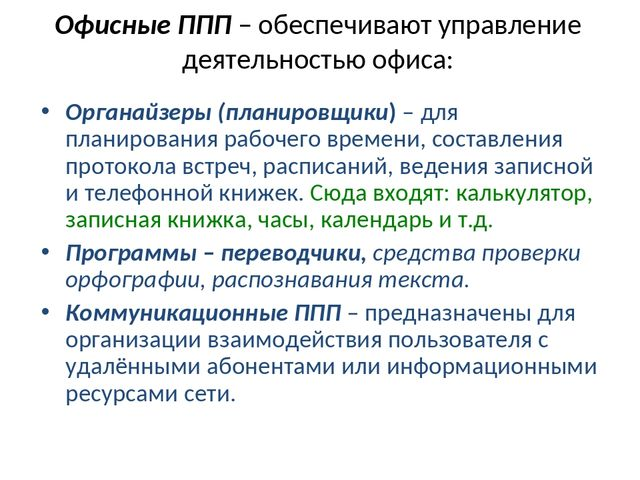 Офисные ППП – обеспечивают управление
деятельностью офиса:
• Органайзеры (планировщики) – для
планирования рабочего времени, составления
протокола встреч, расписаний, ведения записной
и телефонной книжек. Сюда входят: калькулятор,
записная книжка, часы, календарь и т.д.
• Программы – переводчики, средства проверки
орфографии, распознавания текста.
• Коммуникационные ППП – предназначены для
организации взаимодействия пользователя с
удалёнными абонентами или информационными
ресурсами сети.